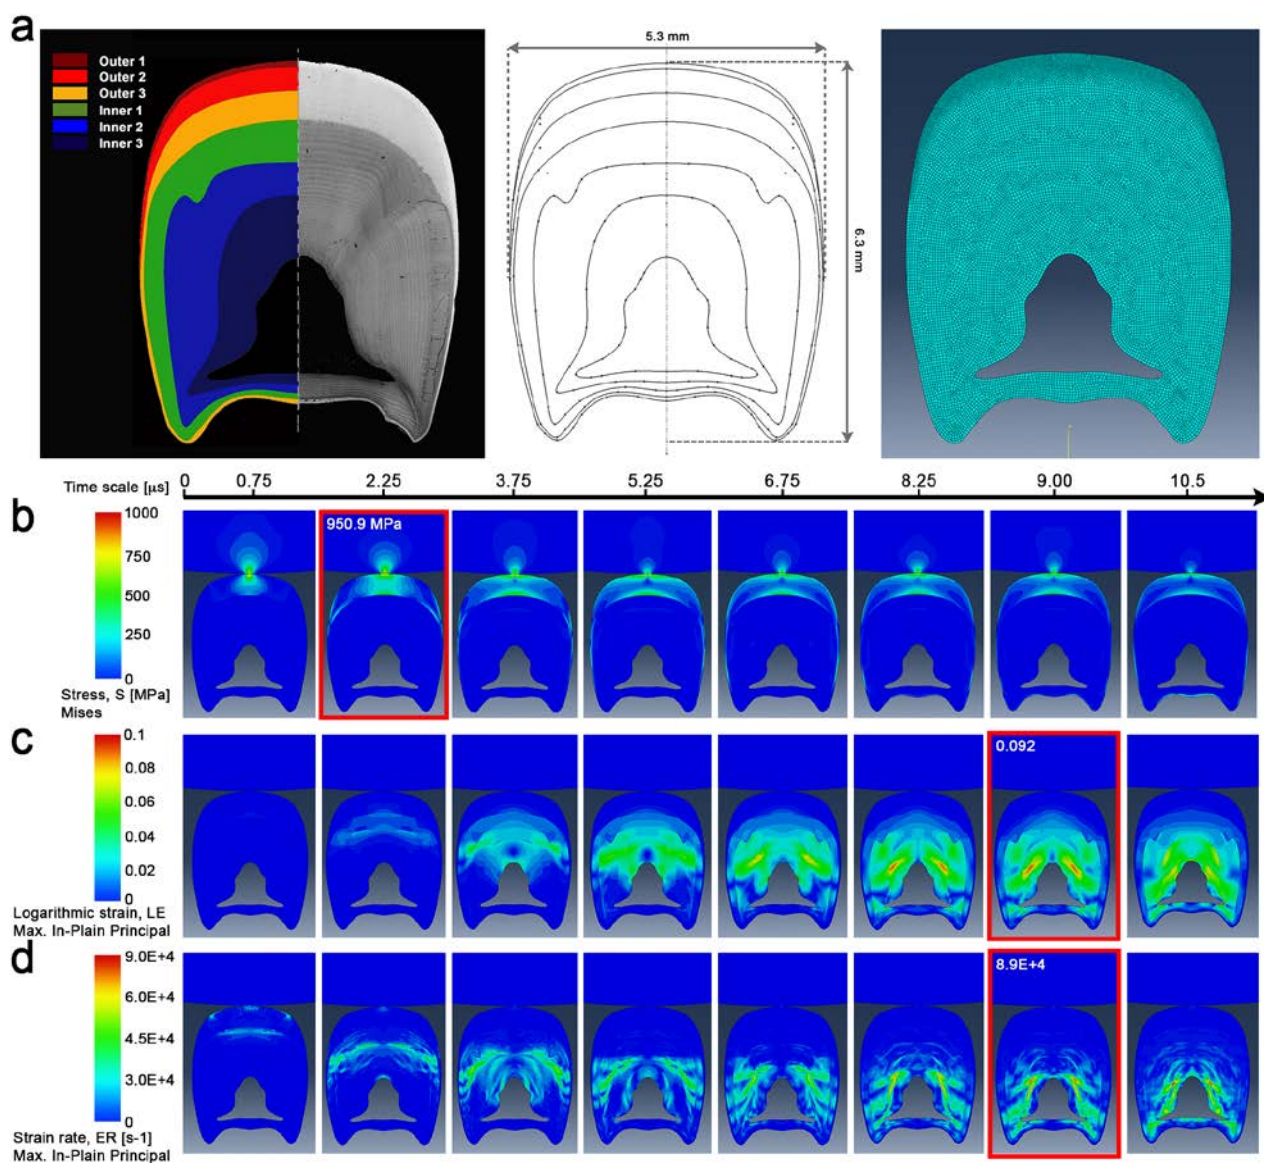 a
Outer 1
Outer 2
Outer 3
Inner 1
Inner 2
Inner 3
5.3 mm
6.3 mm
Time scale [µs]
0 0.75 2.25 3.75 5.25 6.75 8.25 9.00 10.5
b
1000
750
500
250
0
Stress, S [MPa]
Mises
950.9 MPa
c
0.1
0.08
0.06
0.04
0.02
0
Logarithmic strain, LE
Max. In-Plain Principal
0.092
d
9.0E+4
6.0E+4
4.5E+4
3.0E+4
0
Strain rate, ER [s-1]
Max. In-Plain Principal
8.9E+4